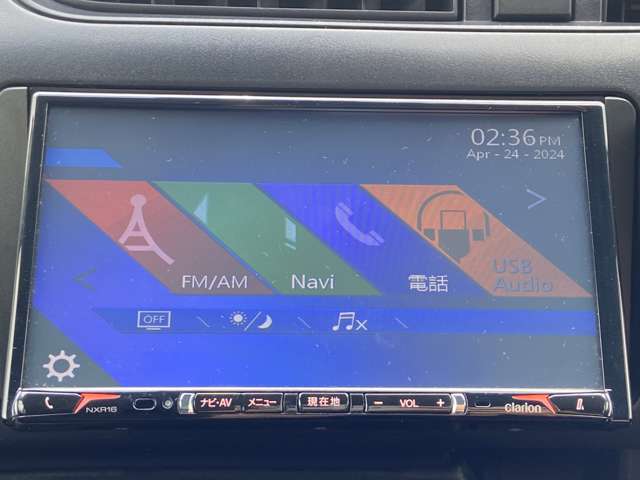 02:36 PM
Apr - 24 - 2024
FM/AM
Navi
電話
USB
Audio
OFF
NXR16
ナビ・AV
メニュー
現在地
− VOL +
clarion